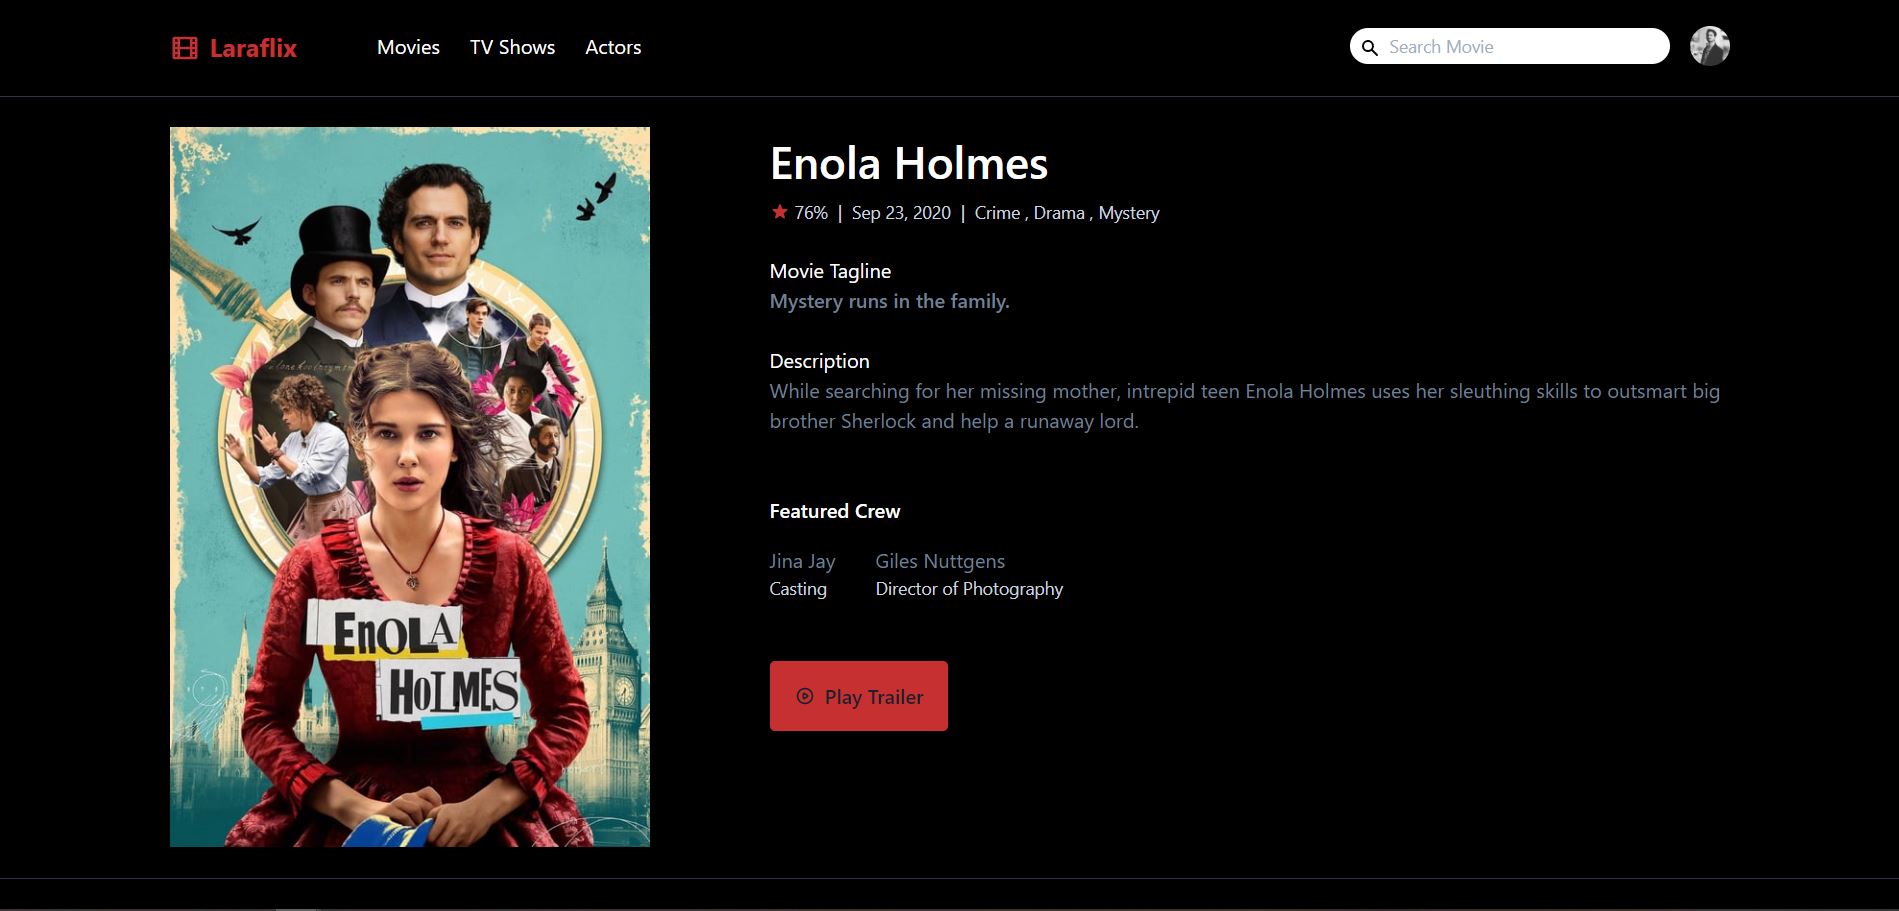 Laraflix Movies TV Shows Actors Search Movie
Enola Holmes
76% | Sep 23, 2020 | Crime , Drama , Mystery
Movie Tagline
Mystery runs in the family.
Description
While searching for her missing mother, intrepid teen Enola Holmes uses her sleuthing skills to outsmart big
brother Sherlock and help a runaway lord.
Featured Crew
Jina Jay Giles Nuttgens
Casting Director of Photography
Play Trailer
ENOLA
HOLMES